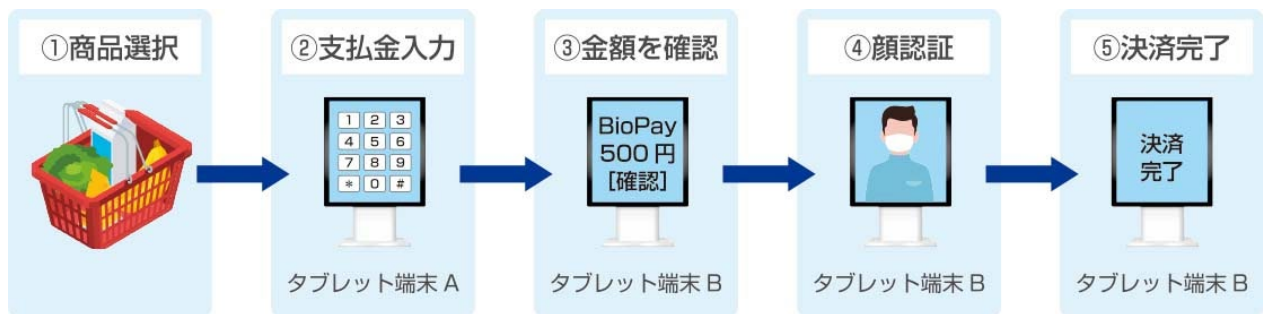 ①商品選択
②支払金入力
1 2 3
4 5 6
7 8 9
* 0 #
タブレット端末 A
③金額を確認
BioPay
500 円
[確認]
タブレット端末 B
④顔認証
タブレット端末 B
⑤決済完了
決済
完了
タブレット端末 B